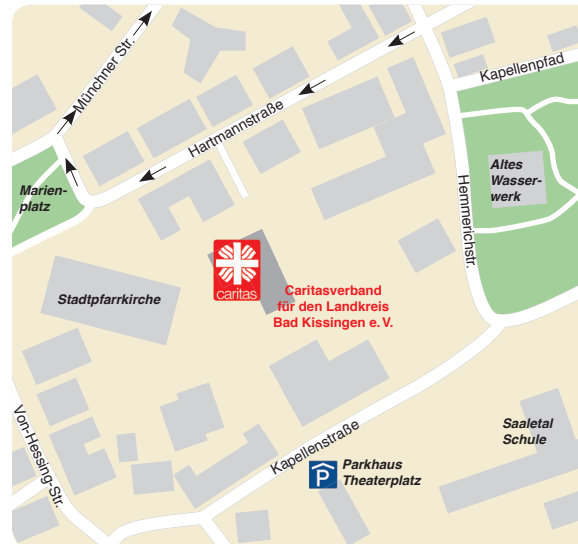 Münchner Str.
Kapellenpfad
Hartmannstraße
Marien-
platz
Altes
Wasser-
werk
Hemmerichstr.
caritas
Caritasverband
für den Landkreis
Bad Kissingen e. V.
Stadtpfarrkirche
Von-Hessing-Str.
Kapellenstraße
Saaletal
Schule
P
Parkhaus
Theaterplatz